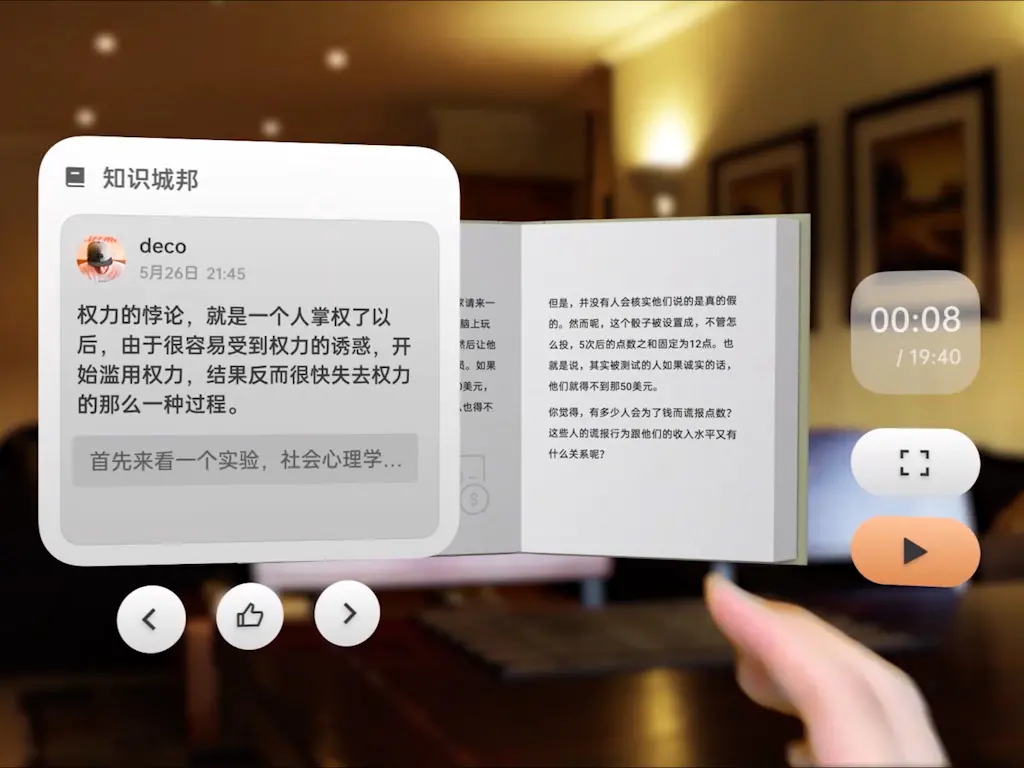 知识城邦
deco
5月26日 21:45
权力的悖论，就是一个人掌权了以
后，由于很容易受到权力的诱惑，开
始滥用权力，结果反而很快失去权力
的那么一种过程。
首先来看一个实验，社会心理学...
请来一
脑上玩
然后让他
员。如果
美元，
也得不
但是，并没有人会核实他们说的是真的假
的。然而呢，这个骰子被设置成，不管怎
么投，5次后的点数之和固定为12点。也
就是说，其实被测试的人如果诚实的话，
他们就得不到那50美元。
你觉得，有多少人会为了钱而谎报点数？
这些人的谎报行为跟他们的收入水平又有
什么关系呢？
00:08
/ 19:40